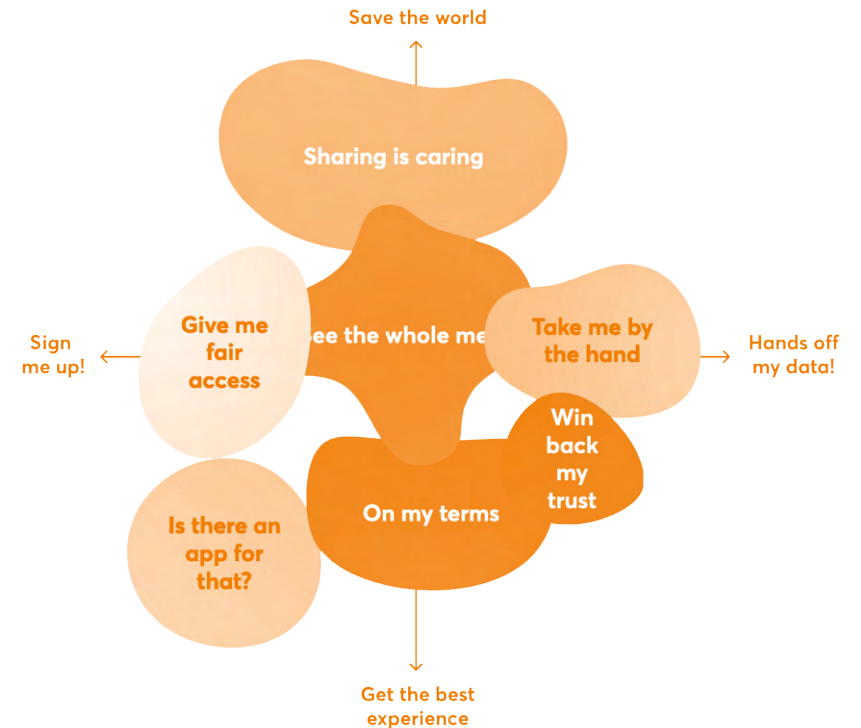 Save the world
Sharing is caring
Give me
fair
access
ee the whole me
Take me by
the hand
Sign
me up!
Hands off
my data!
Win
back
my
trust
On my terms
Is there an
app for
that?
Get the best
experience